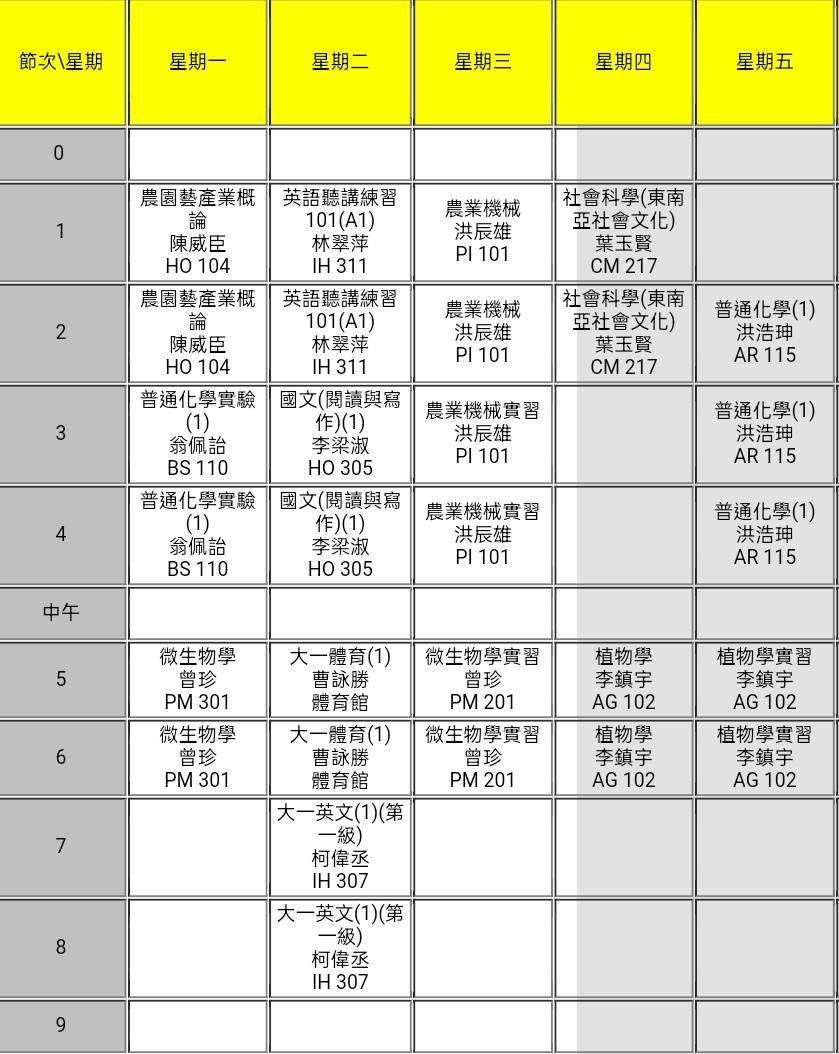 節次\星期
星期一
星期二
星期三
星期四
星期五
0
1
農園藝產業概
論
陳威臣
HO 104
英語聽講練習
101(A1)
林翠萍
IH 311
農業機械
洪辰雄
PI 101
社會科學(東南
亞社會文化)
葉玉賢
CM 217
2
農園藝產業概
論
陳威臣
HO 104
英語聽講練習
101(A1)
林翠萍
IH 311
農業機械
洪辰雄
PI 101
社會科學(東南
亞社會文化)
葉玉賢
CM 217
普通化學(1)
洪浩珅
AR 115
3
普通化學實驗
(1)
翁佩詒
BS 110
國文(閱讀與寫
作)(1)
李梁淑
HO 305
農業機械實習
洪辰雄
PI 101
普通化學(1)
洪浩珅
AR 115
4
普通化學實驗
(1)
翁佩詒
BS 110
國文(閱讀與寫
作)(1)
李梁淑
HO 305
農業機械實習
洪辰雄
PI 101
普通化學(1)
洪浩珅
AR 115
中午
5
微生物學
曾珍
PM 301
大一體育(1)
曹詠勝
體育館
微生物學實習
曾珍
PM 201
植物學
李鎮宇
AG 102
植物學實習
李鎮宇
AG 102
6
微生物學
曾珍
PM 301
大一體育(1)
曹詠勝
體育館
微生物學實習
曾珍
PM 201
植物學
李鎮宇
AG 102
植物學實習
李鎮宇
AG 102
7
大一英文(1)(第
一級)
柯偉丞
IH 307
8
大一英文(1)(第
一級)
柯偉丞
IH 307
9